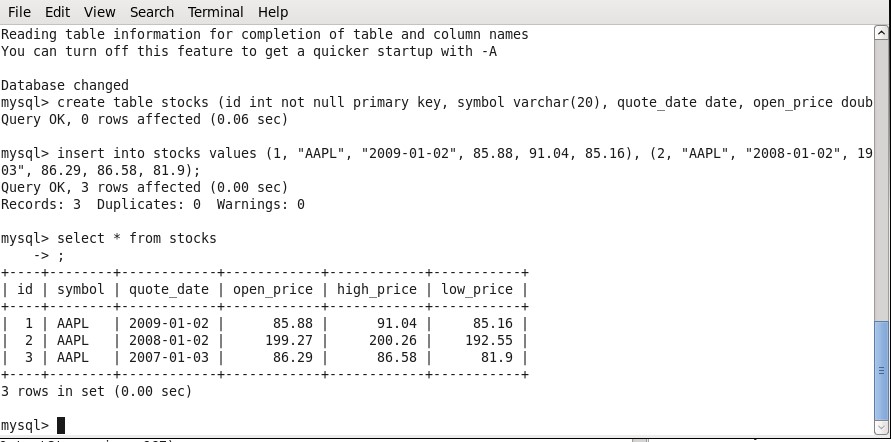 File Edit View Search Terminal Help
Reading table information for completion of table and column names
You can turn off this feature to get a quicker startup with -A
Database changed
mysql> create table stocks (id int not null primary key, symbol varchar(20), quote_date date, open_price doub
Query OK, 0 rows affected (0.06 sec)
mysql> insert into stocks values (1, "AAPL", "2009-01-02", 85.88, 91.04, 85.16), (2, "AAPL", "2008-01-02", 19
03", 86.29, 86.58, 81.9);
Query OK, 3 rows affected (0.00 sec)
Records: 3  Duplicates: 0  Warnings: 0
mysql> select * from stocks
    -> ;
+----+--------+------------+------------+------------+-----------+
| id | symbol | quote_date | open_price | high_price | low_price |
+----+--------+------------+------------+------------+-----------+
|  1 | AAPL   | 2009-01-02 |      85.88 |      91.04 |     85.16 |
|  2 | AAPL   | 2008-01-02 |     199.27 |     200.26 |    192.55 |
|  3 | AAPL   | 2007-01-03 |      86.29 |      86.58 |      81.9 |
+----+--------+------------+------------+------------+-----------+
3 rows in set (0.00 sec)
mysql>